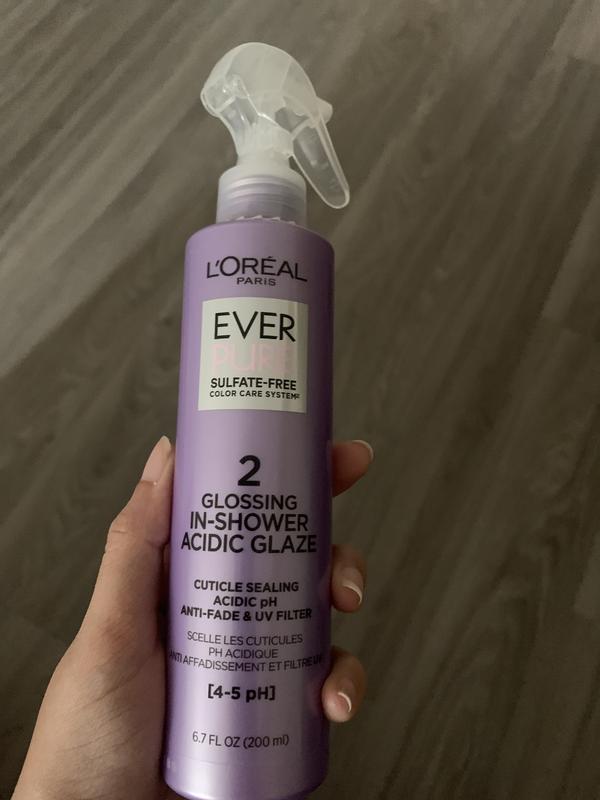 L'ORÉAL
PARIS
EVER
PURE
SULFATE-FREE
COLOR CARE SYSTEM
2
GLOSSING
IN-SHOWER
ACIDIC GLAZE
CUTICLE SEALING
ACIDIC pH
ANTI-FADE & UV FILTER
SCELLE LES CUTICULES
PH ACIDIQUE
ANTI AFFADISSEMENT ET FILTRE UV
[4-5 pH]
6.7 FL OZ (200 ml)